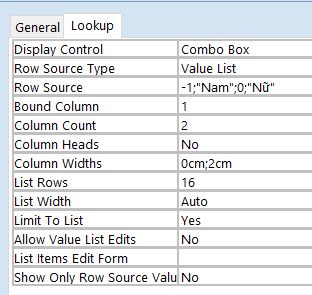 General Lookup
Display Control Combo Box
Row Source Type Value List
Row Source -1;"Nam";0;"Nữ"
Bound Column 1
Column Count 2
Column Heads No
Column Widths 0cm;2cm
List Rows 16
List Width Auto
Limit To List Yes
Allow Value List Edits No
List Items Edit Form
Show Only Row Source Valu No